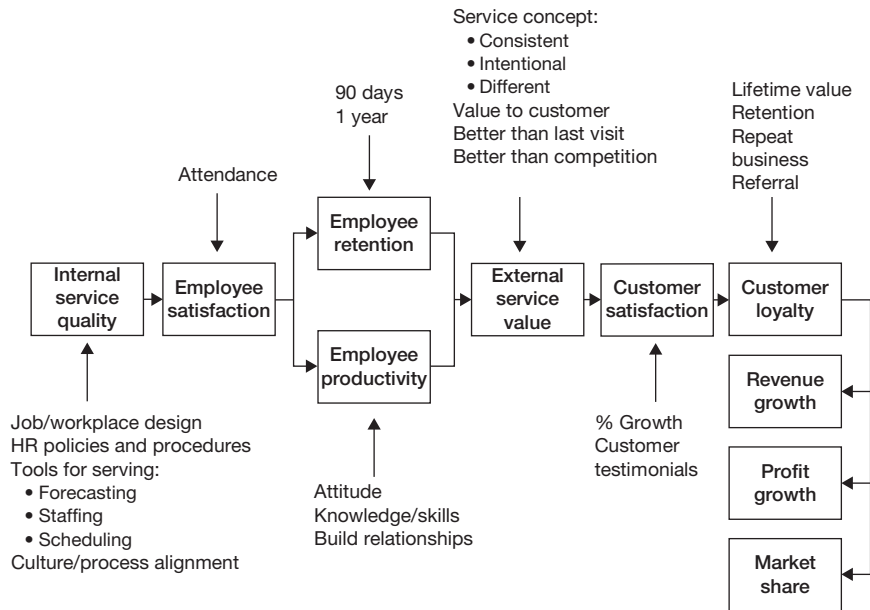 Service concept:
• Consistent
• Intentional
• Different
Value to customer
Better than last visit
Better than competition
90 days
1 year
Lifetime value
Retention
Repeat
business
Referral
Attendance
Employee
retention
Internal
service
quality
Employee
satisfaction
External
service
value
Customer
satisfaction
Customer
loyalty
Employee
productivity
Revenue
growth
Job/workplace design
HR policies and procedures
Tools for serving:
• Forecasting
• Staffing
• Scheduling
Culture/process alignment
Attitude
Knowledge/skills
Build relationships
% Growth
Customer
testimonials
Profit
growth
Market
share